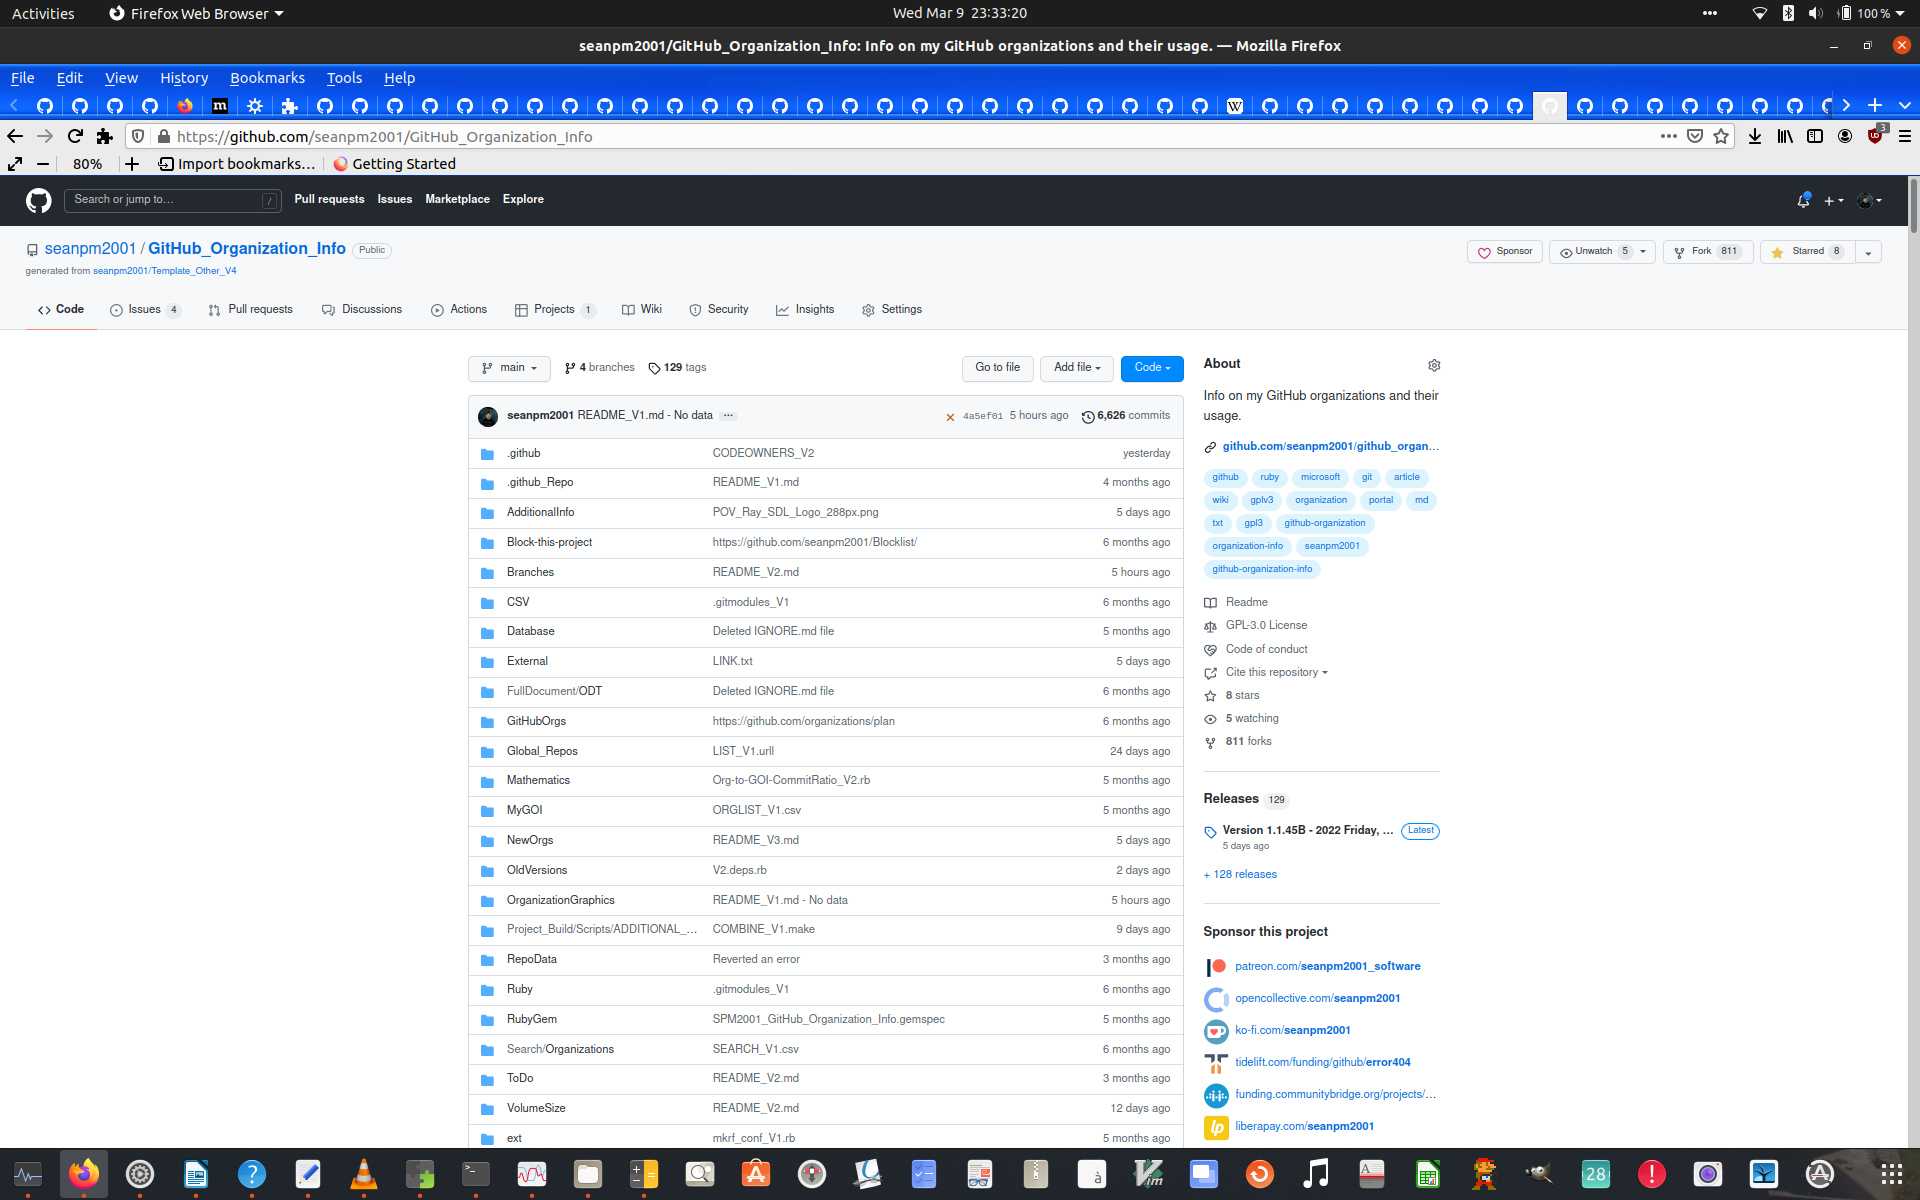 Activities Firefox Web Browser Wed Mar 9 23:33:20 100 %
seanpm2001/GitHub_Organization_Info: Info on my GitHub organizations and their usage. — Mozilla Firefox
File Edit View History Bookmarks Tools Help
https://github.com/seanpm2001/GitHub_Organization_Info 3
80% Import bookmarks... Getting Started
Search or jump to... / Pull requests Issues Marketplace Explore
seanpm2001 / GitHub_Organization_Info Public Sponsor Unwatch 5 Fork 811 Starred 8
generated from seanpm2001/Template_Other_V4
Code Issues 4 Pull requests Discussions Actions Projects 1 Wiki Security Insights Settings
main 4 branches 129 tags Go to file Add file Code
seanpm2001 README_V1.md - No data ... 4a5ef01 5 hours ago 6,626 commits
.github CODEOWNERS_V2 yesterday
.github_Repo README_V1.md 4 months ago
AdditionalInfo POV_Ray_SDL_Logo_288px.png 5 days ago
Block-this-project https://github.com/seanpm2001/Blocklist/ 6 months ago
Branches README_V2.md 5 hours ago
CSV .gitmodules_V1 6 months ago
Database Deleted IGNORE.md file 5 months ago
External LINK.txt 5 days ago
FullDocument/ODT Deleted IGNORE.md file 6 months ago
GitHubOrgs https://github.com/organizations/plan 6 months ago
Global_Repos LIST_V1.urll 24 days ago
Mathematics Org-to-GOI-CommitRatio_V2.rb 5 months ago
MyGOI ORGLIST_V1.csv 5 months ago
NewOrgs README_V3.md 5 days ago
OldVersions V2.deps.rb 2 days ago
OrganizationGraphics README_V1.md - No data 5 hours ago
Project_Build/Scripts/ADDITIONAL_... COMBINE_V1.make 9 days ago
RepoData Reverted an error 3 months ago
Ruby .gitmodules_V1 6 months ago
RubyGem SPM2001_GitHub_Organization_Info.gemspec 5 months ago
Search/Organizations SEARCH_V1.csv 6 months ago
ToDo README_V2.md 3 months ago
VolumeSize README_V2.md 12 days ago
ext mkrf_conf_V1.rb 5 months ago
About
Info on my GitHub organizations and their
usage.
github.com/seanpm2001/github_organ...
github ruby microsoft git article
wiki gplv3 organization portal md
txt gpl3 github-organization
organization-info seanpm2001
github-organization-info
Readme
GPL-3.0 License
Code of conduct
Cite this repository
8 stars
5 watching
811 forks
Releases 129
Version 1.1.45B - 2022 Friday, ... Latest
5 days ago
+ 128 releases
Sponsor this project
patreon.com/seanpm2001_software
opencollective.com/seanpm2001
ko-fi.com/seanpm2001
tidelift.com/funding/github/error404
funding.communitybridge.org/projects/...
liberapay.com/seanpm2001
28